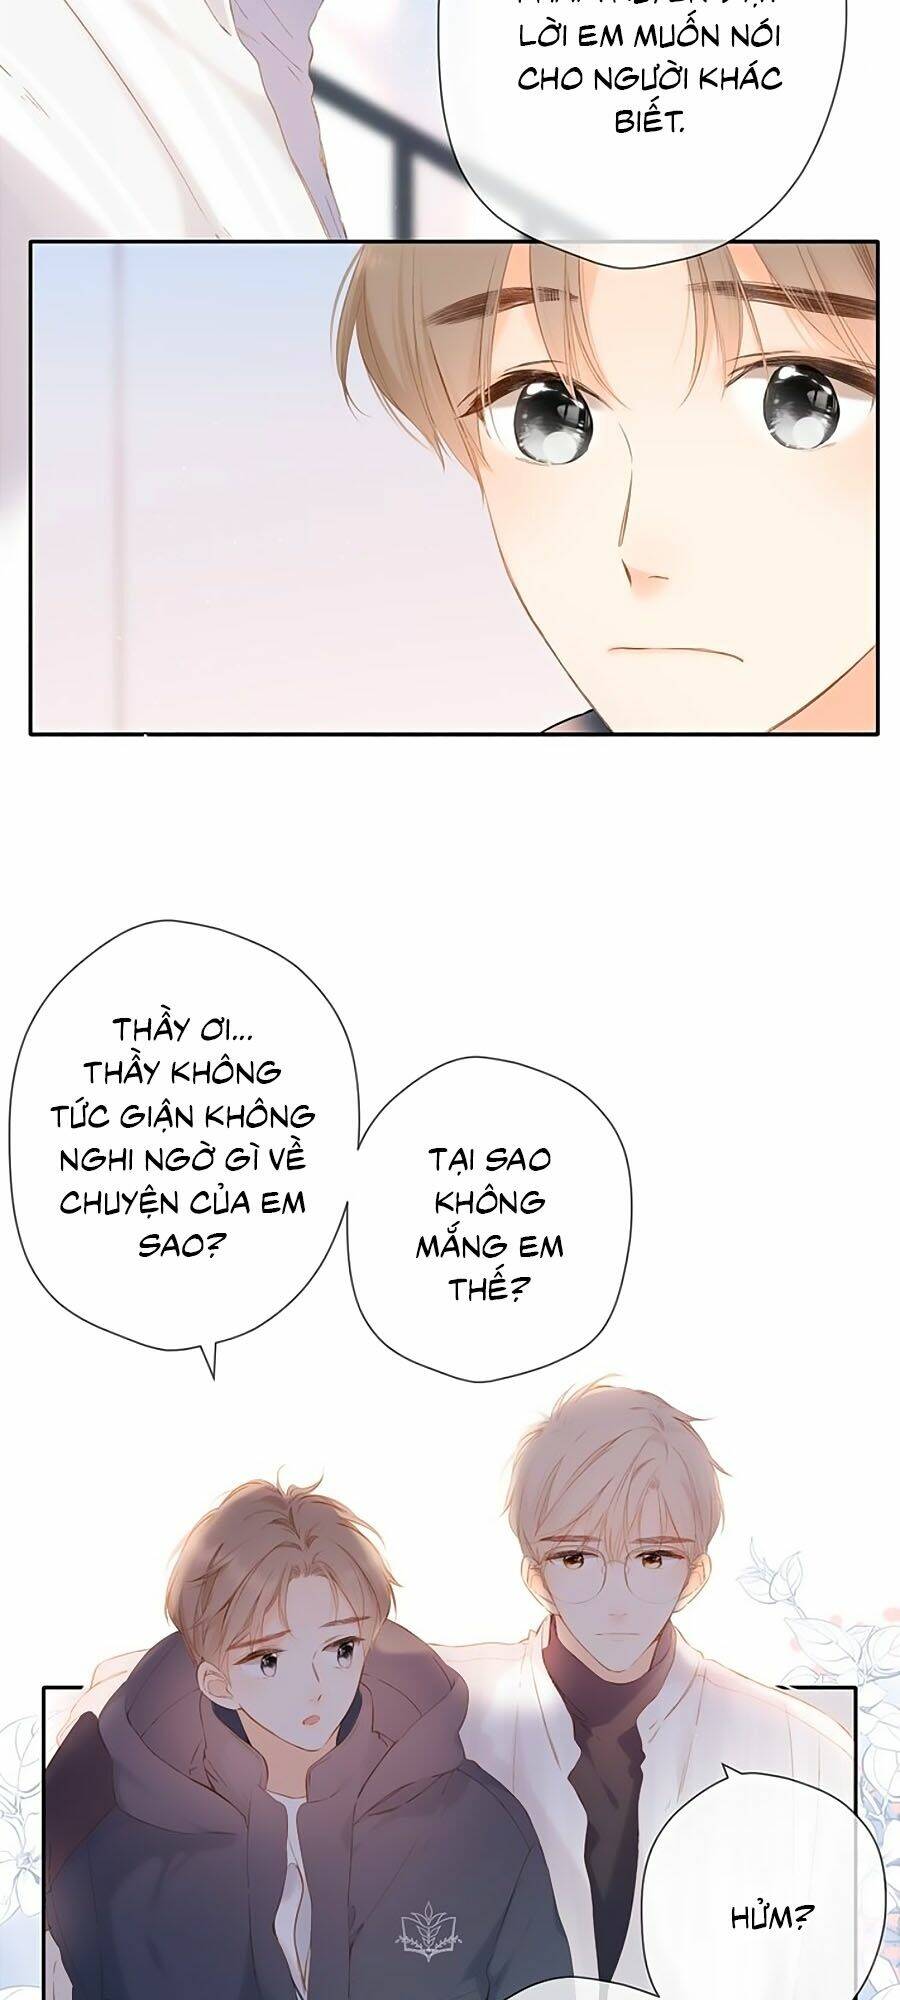 LỜI EM MUỐN NÓI
CHO NGƯỜI KHÁC
BIẾT.
THẦY ƠI...
THẦY KHÔNG
TỨC GIẬN KHÔNG
NGHI NGỜ GÌ VỀ
CHUYỆN CỦA EM
SAO?
TẠI SAO
KHÔNG
MẮNG EM
THẾ?
HỬM?